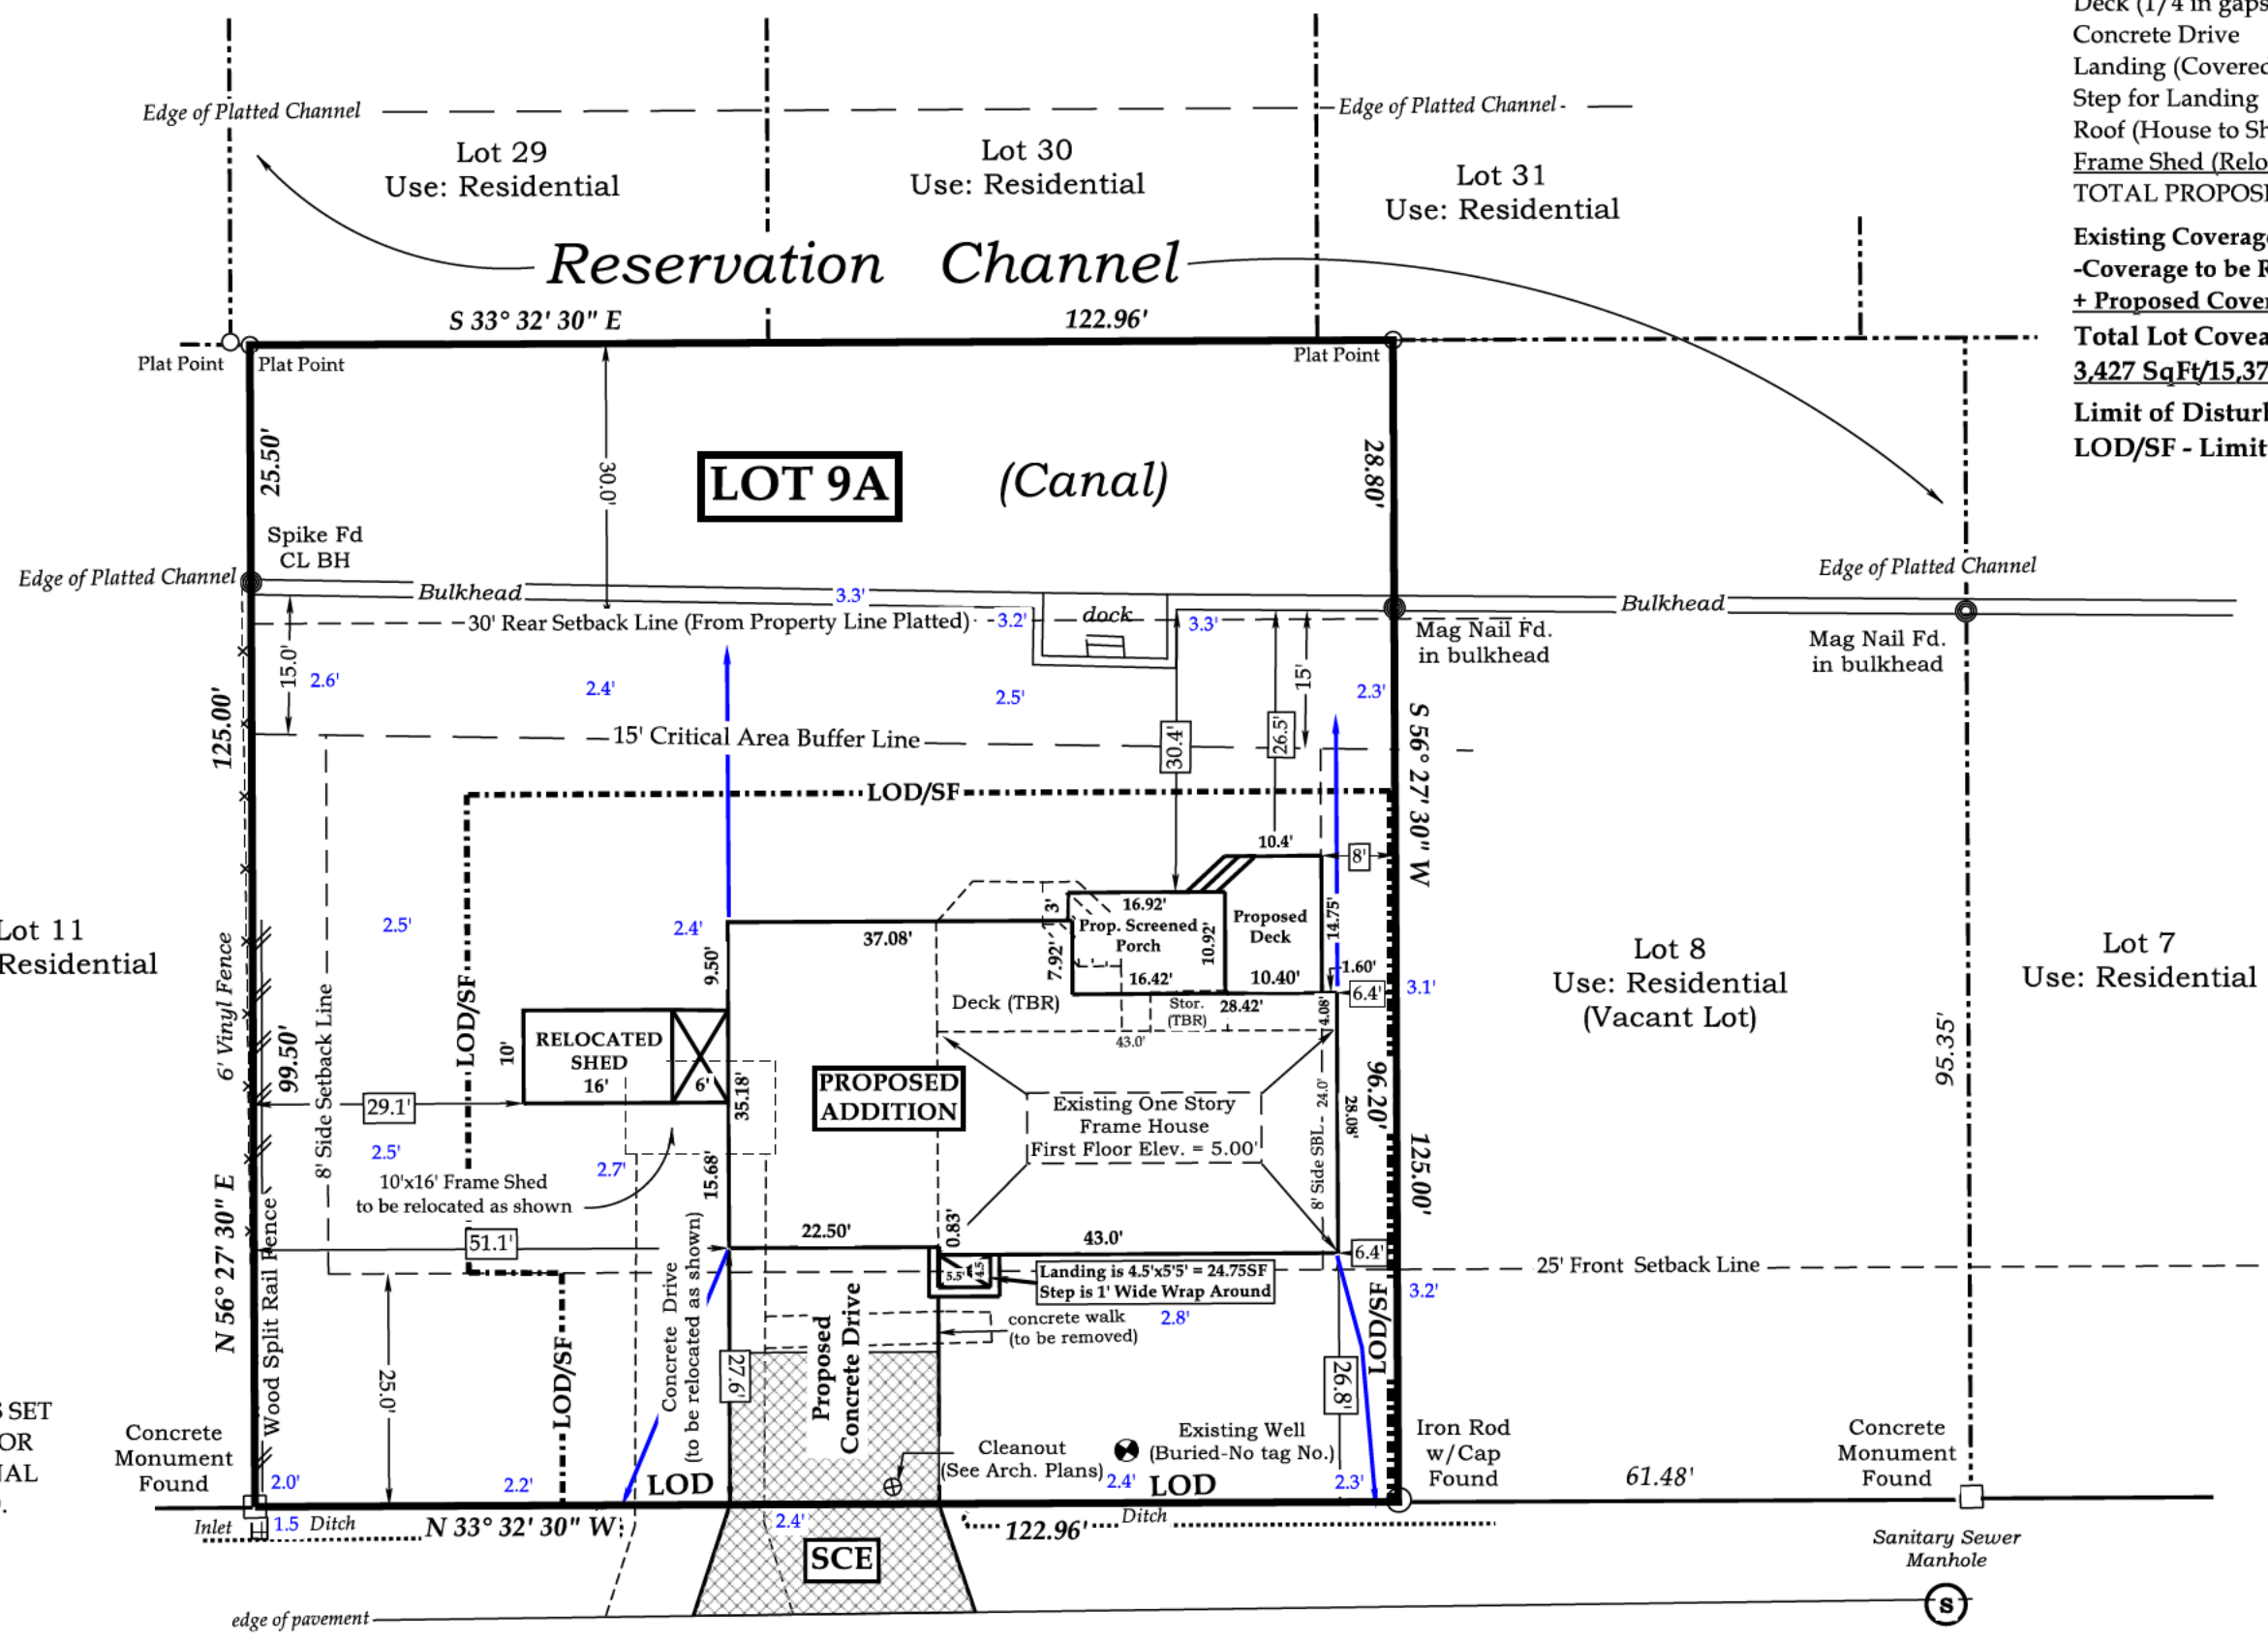 Deck (1/4 in gaps
Concrete Drive
Landing (Covered
Step for Landing
Roof (House to Sh
Frame Shed (Relo
TOTAL PROPOS
Existing Coverag
-Coverage to be R
+ Proposed Cover
Total Lot Covea
3,427 SqFt/15,37
Limit of Distur
LOD/SF - Limit
Edge of Platted Channel
Edge of Platted Channel
Lot 29
Use: Residential
Lot 30
Use: Residential
Lot 31
Use: Residential
Reservation Channel
S 33° 32' 30" E
122.96'
Plat Point
Plat Point
Plat Point
25.50'
30.0'
LOT 9A
(Canal)
28.80'
Spike Fd
CL BH
Edge of Platted Channel
Edge of Platted Channel
Bulkhead
3.3'
dock
Bulkhead
30' Rear Setback Line (From Property Line Platted)
3.2'
3.3'
Mag Nail Fd.
in bulkhead
Mag Nail Fd.
in bulkhead
15.0'
2.6'
2.4'
2.5'
15'
2.3'
125.00'
15' Critical Area Buffer Line
30.4'
26.5'
S 56° 27' 30" W
LOD/SF
10.4'
8'
Lot 11
Residential
6' Vinyl Fence
2.5'
2.4'
37.08'
9.50'
3'
16.92'
Prop. Screened
Porch
7.92'
10.92'
16.42'
Proposed
Deck
14.75'
10.40'
1.60'
6.4'
3.1'
Lot 8
Use: Residential
(Vacant Lot)
Lot 7
Use: Residential
Deck (TBR)
Stor.
(TBR)
28.42'
4.08'
43.0'
99.50'
8' Side Setback Line
LOD/SF
10'
RELOCATED
SHED
16'
6'
35.18'
PROPOSED
ADDITION
Existing One Story
Frame House
First Floor Elev. = 5.00'
8' Side SBL
24.0'
28.08'
96.20'
95.35'
29.1'
2.5'
2.7'
10'x16' Frame Shed
to be relocated as shown
15.68'
125.00'
N 56° 27' 30" E
51.1'
22.50'
0.83'
43.0'
6.4'
5.5'
4.5
Landing is 4.5'x5'5' = 24.75SF
Step is 1' Wide Wrap Around
25' Front Setback Line
3.2'
concrete walk
(to be removed)
2.8'
Wood Split Rail Fence
25.0'
LOD/SF
Concrete Drive
(to be relocated as shown)
27.6'
Proposed
Concrete Drive
26.8'
LOD/SF
S SET
OR
NAL
Concrete
Monument
Found
Cleanout
(See Arch. Plans)
Existing Well
(Buried-No tag No.)
Iron Rod
w/Cap
Found
Concrete
Monument
Found
61.48'
2.0'
2.2'
LOD
2.4'
LOD
2.3'
Inlet
1.5
Ditch
N 33° 32' 30" W
2.4'
122.96'
Ditch
SCE
Sanitary Sewer
Manhole
S
edge of pavement